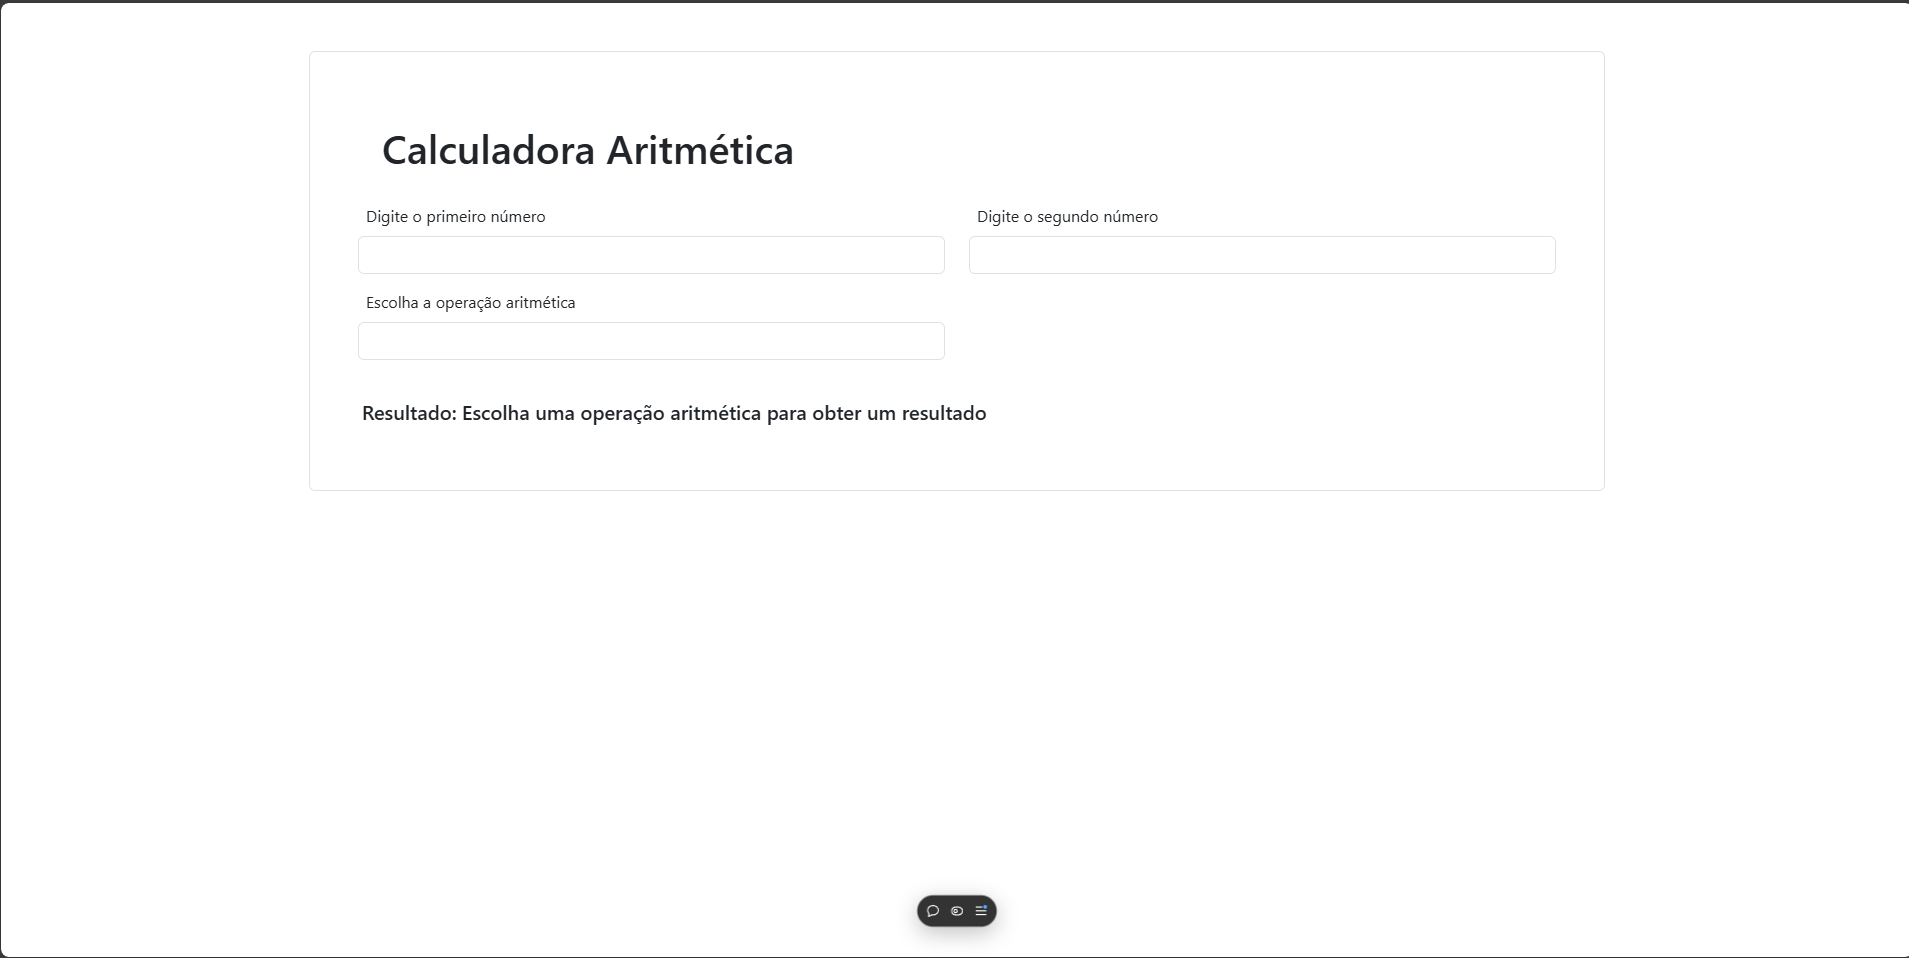 Calculadora Aritmética
Digite o primeiro número
Digite o segundo número
Escolha a operação aritmética
Resultado: Escolha uma operação aritmética para obter um resultado